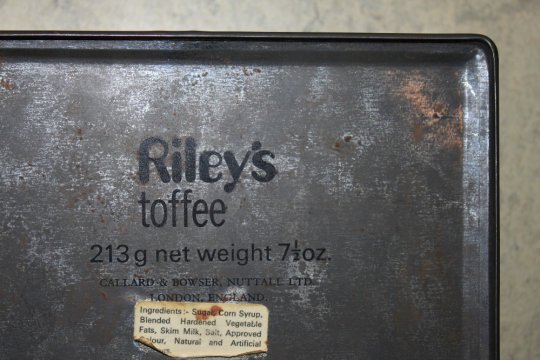 Riley's
toffee
213g net weight 7½oz.
CALLARD & BOWSER, NUTTALL LTD.
LONDON, ENGLAND.
Ingredients:- Sugar, Corn Syrup,
Blended Hardened Vegetable
Fats, Skim Milk, Salt, Approved
Colour, Natural and Artificial